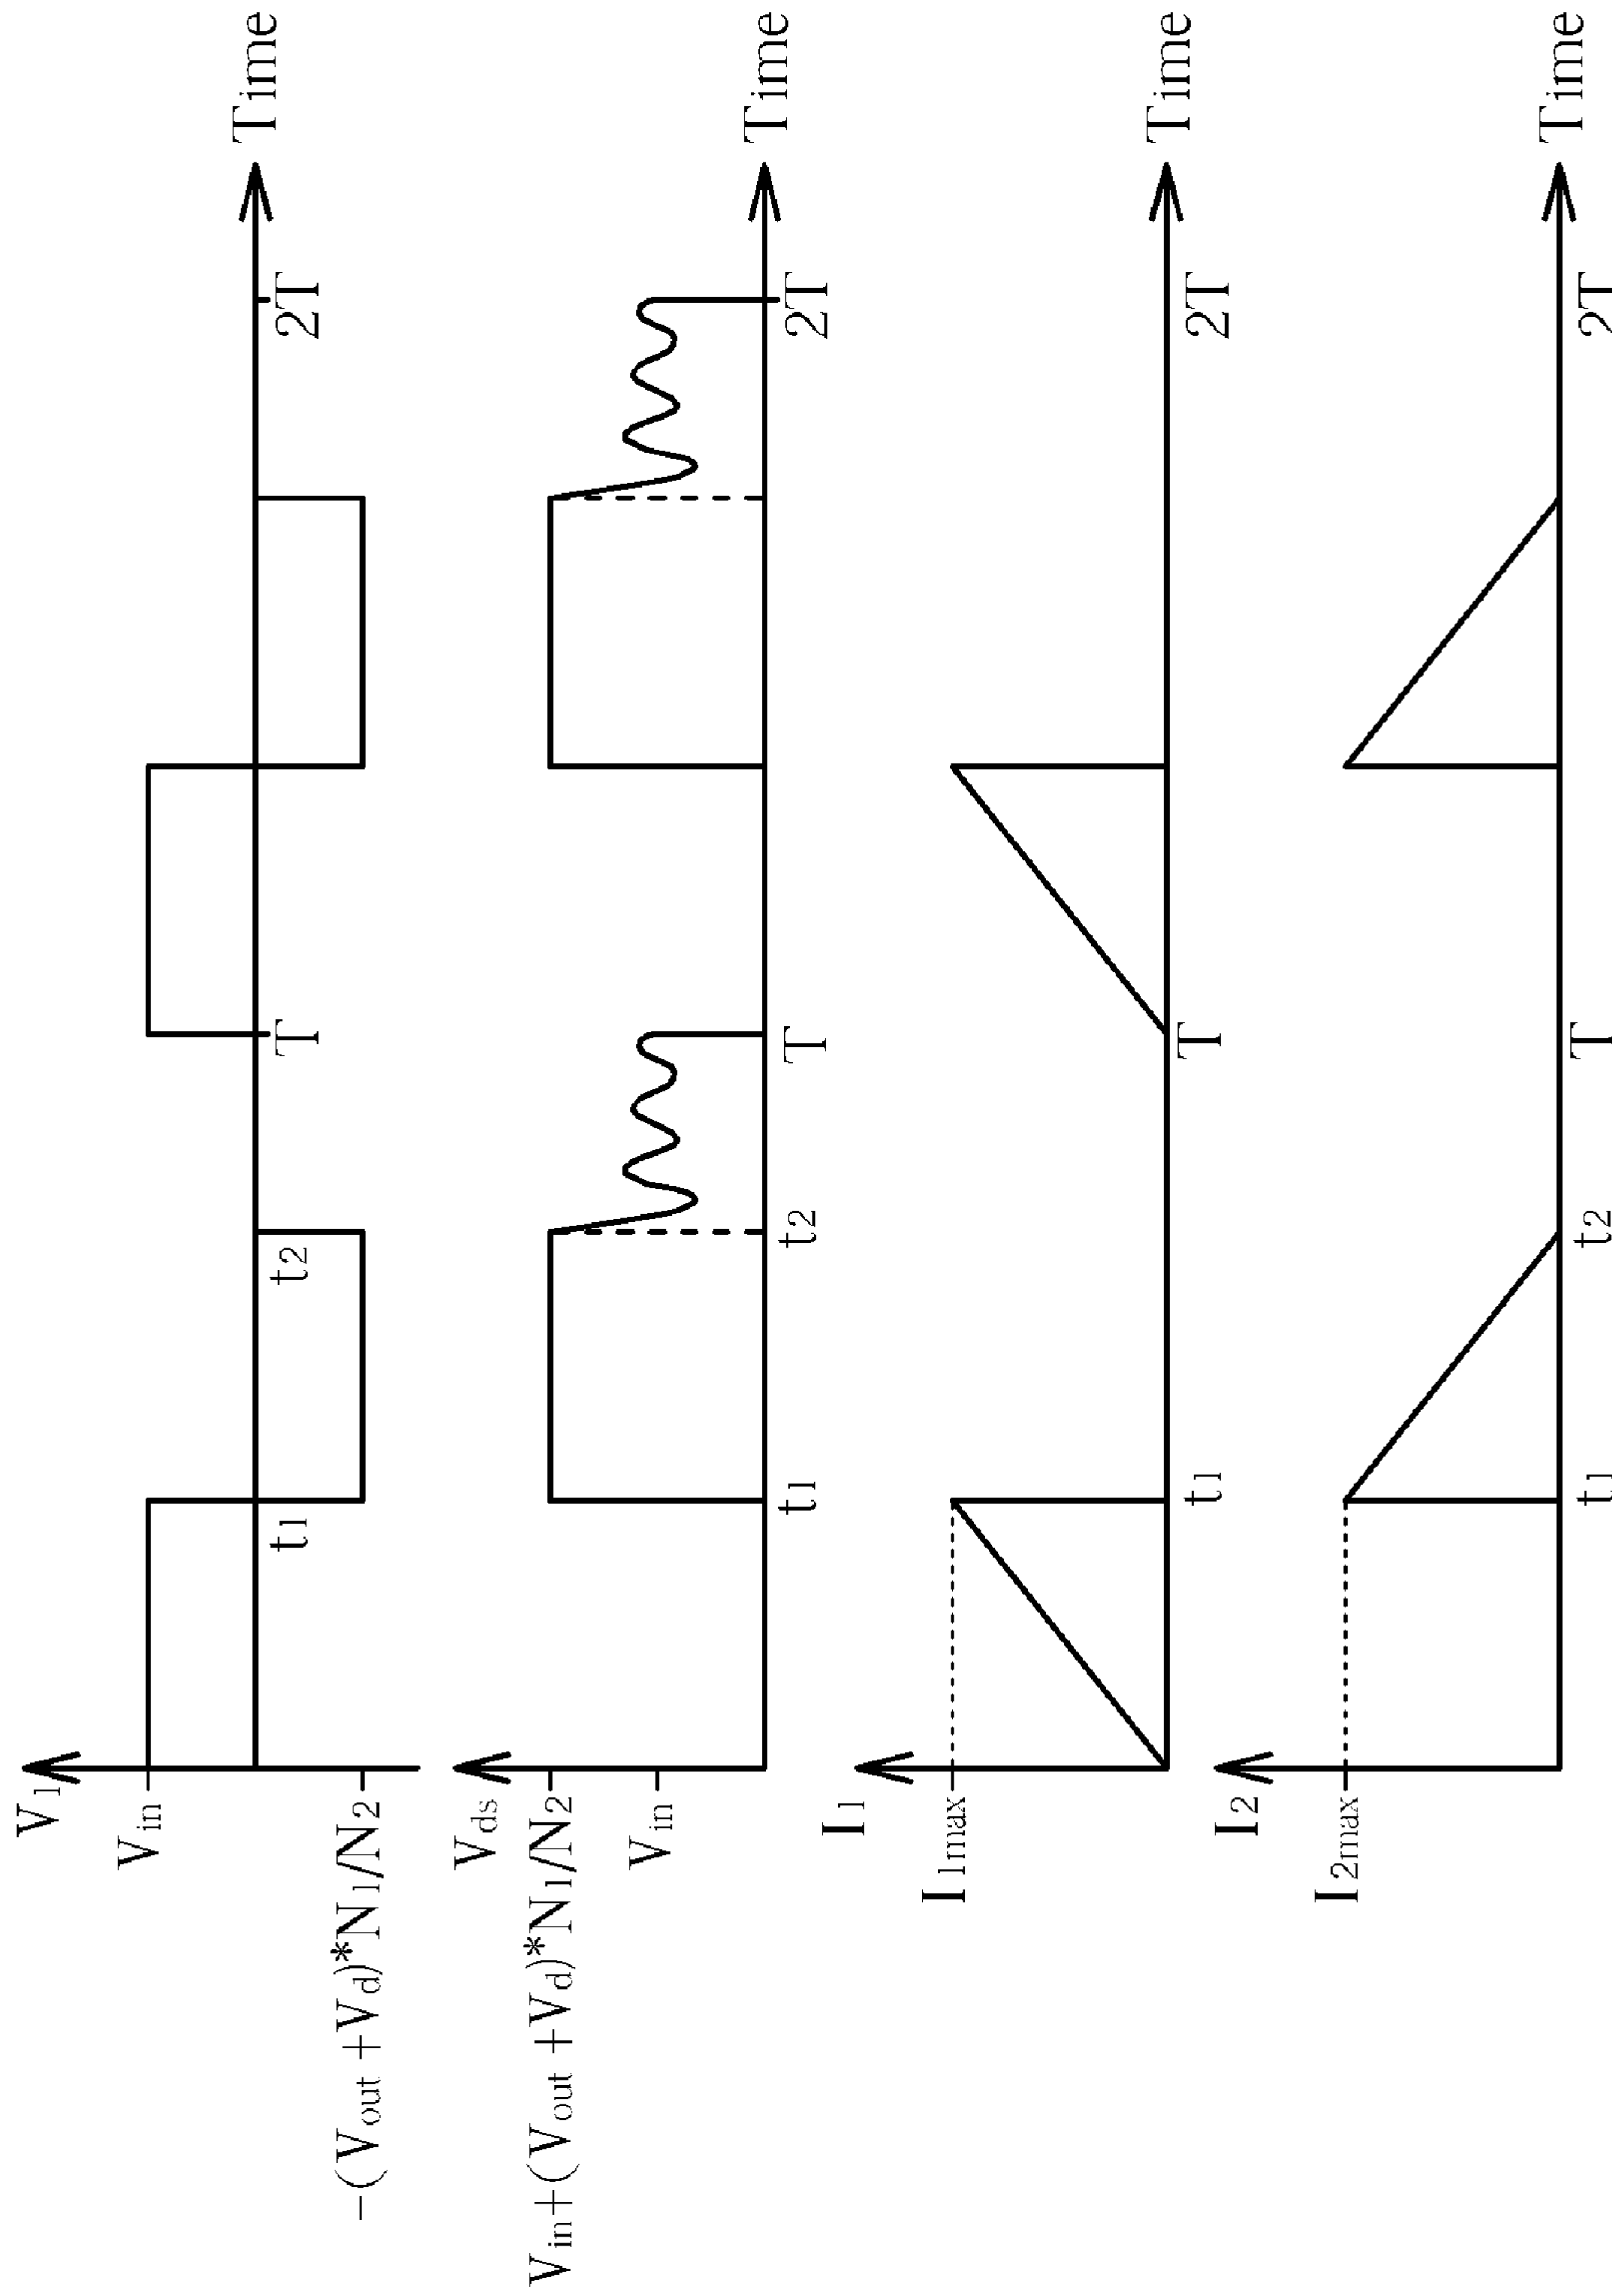 V1
Vin
t1
t2
T
2T
Time
-(Vout+Vd)*N1/N2
Vds
Vin+(Vout+Vd)*N1/N2
Vin
t1
t2
T
2T
Time
I1
I1max
t1
T
2T
Time
I2
I2max
t1
t2
T
2T
Time